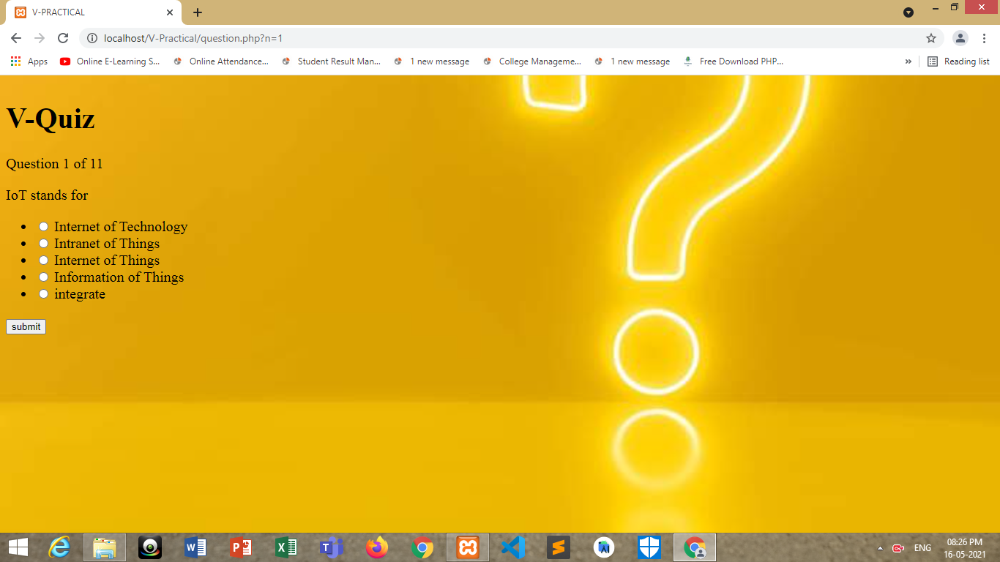 V-PRACTICAL
localhost/V-Practical/question.php?n=1
Apps Online E-Learning S... Online Attendance... Student Result Man... 1 new message College Manageme... 1 new message Free Download PHP... » Reading list
V-Quiz
Question 1 of 11
IoT stands for
Internet of Technology
Intranet of Things
Internet of Things
Information of Things
integrate
submit
ENG
08:26 PM
16-05-2021